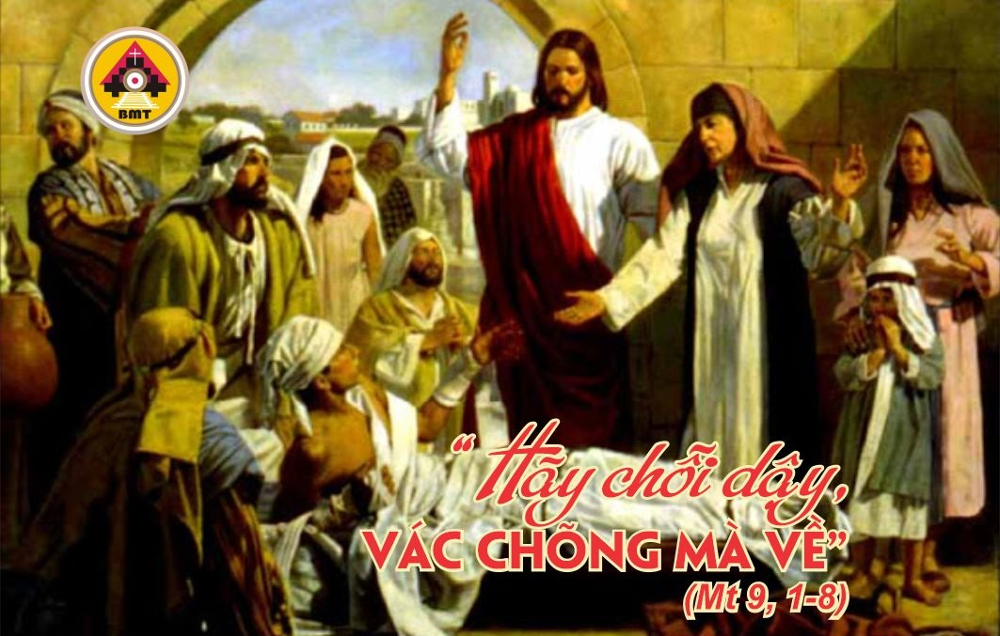 BMT
“Hãy chỗi dậy,
VÁC CHÕNG MÀ VỀ”
(Mt 9, 1-8)